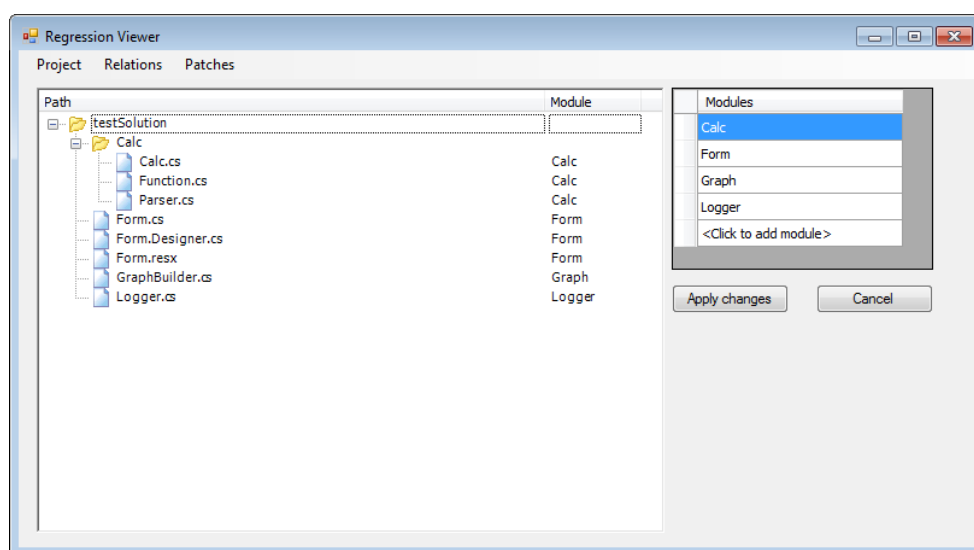 Regression Viewer
Project Relations Patches
Path Module
testSolution
Calc
Calc.cs Calc
Function.cs Calc
Parser.cs Calc
Form.cs Form
Form.Designer.cs Form
Form.resx Form
GraphBuilder.cs Graph
Logger.cs Logger
Modules
Calc
Form
Graph
Logger
<Click to add module>
Apply changes Cancel